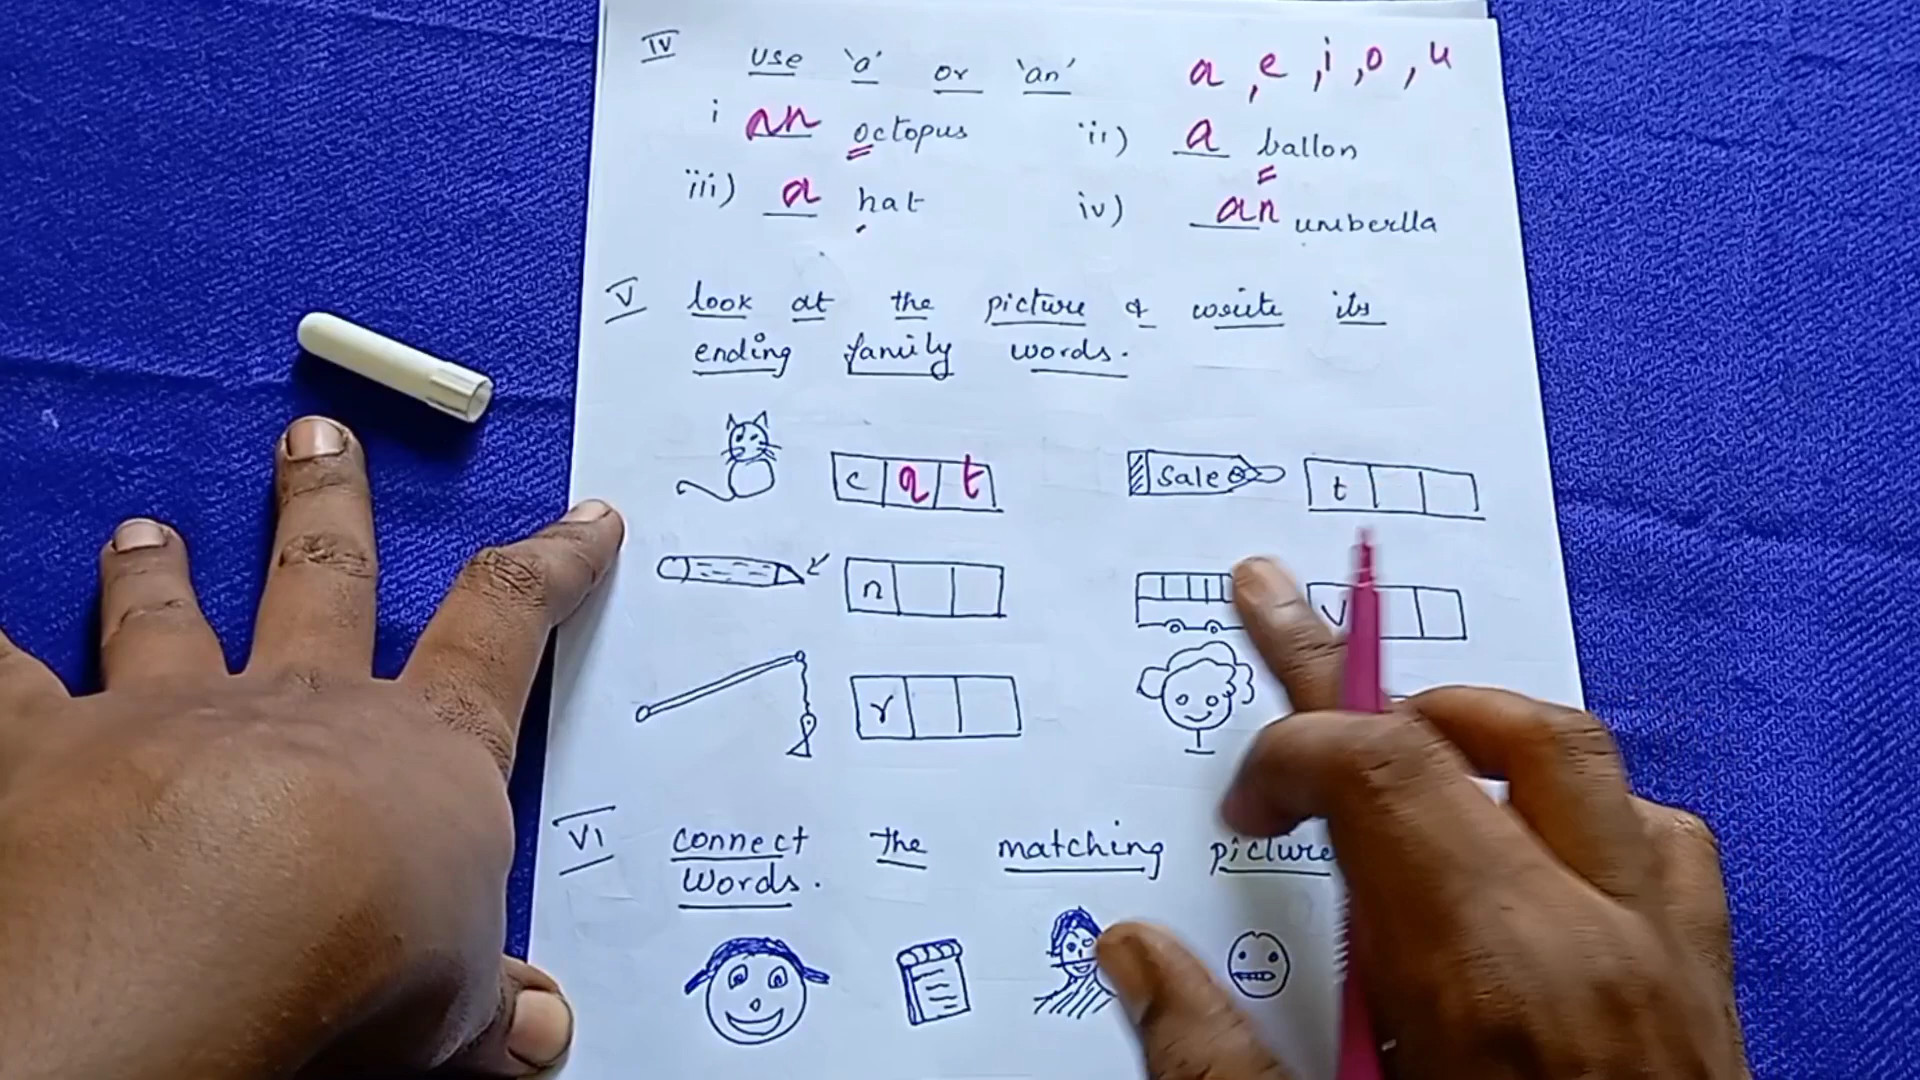 IV use 'a' or 'an' a, e, i, o, u
i an octopus ii) a ballon
iii) a hat iv) an umberlla
V look at the picture & write its
ending family words.
c a t Sale t
n v
r
VI connect the matching picture
words.